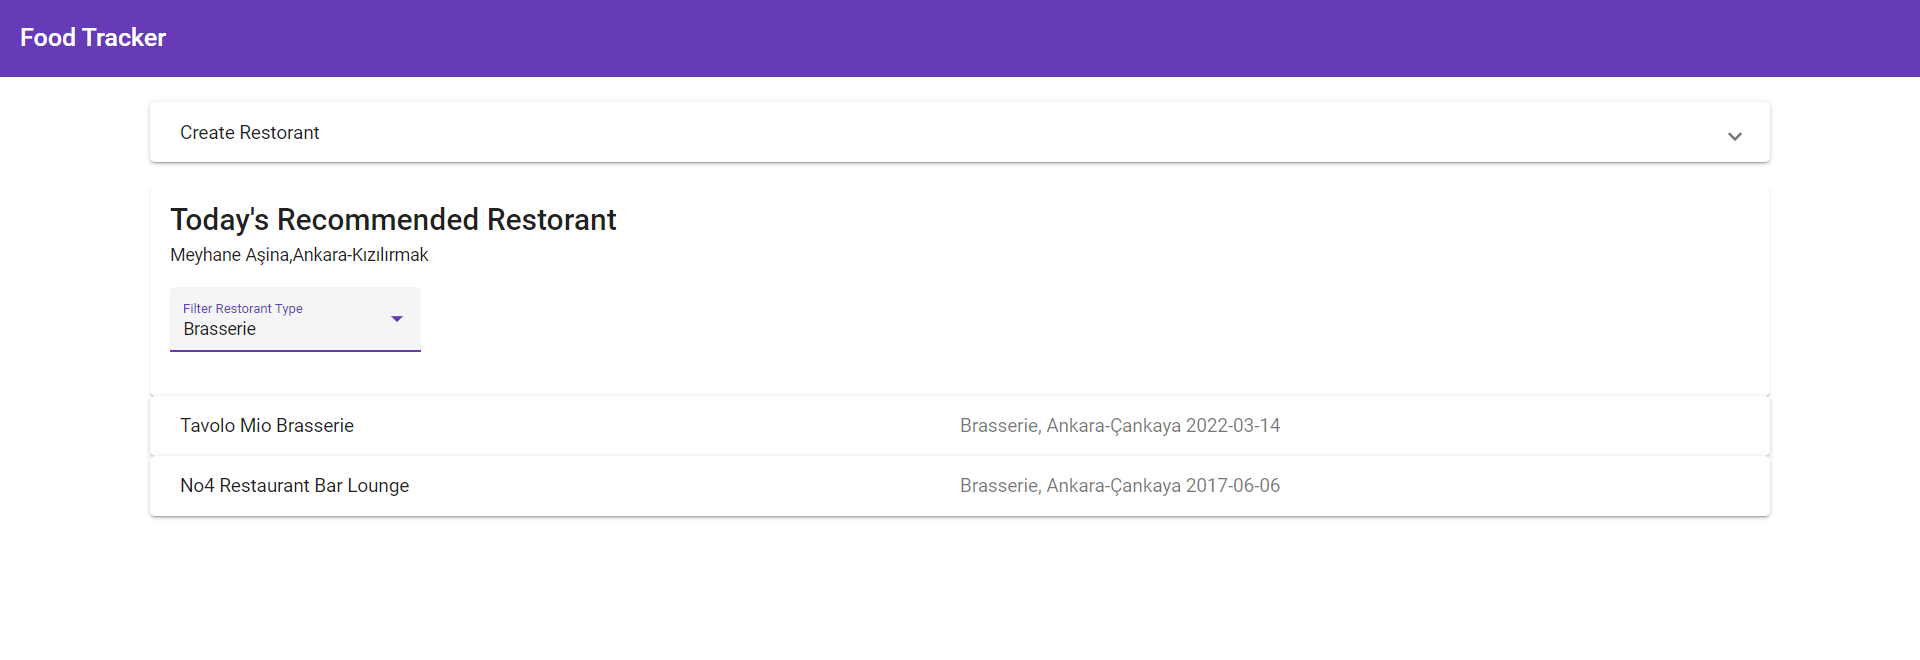 Food Tracker
Create Restorant
Today's Recommended Restorant
Meyhane Aşina,Ankara-Kızılırmak
Filter Restorant Type
Brasserie
Tavolo Mio Brasserie Brasserie, Ankara-Çankaya 2022-03-14
No4 Restaurant Bar Lounge Brasserie, Ankara-Çankaya 2017-06-06